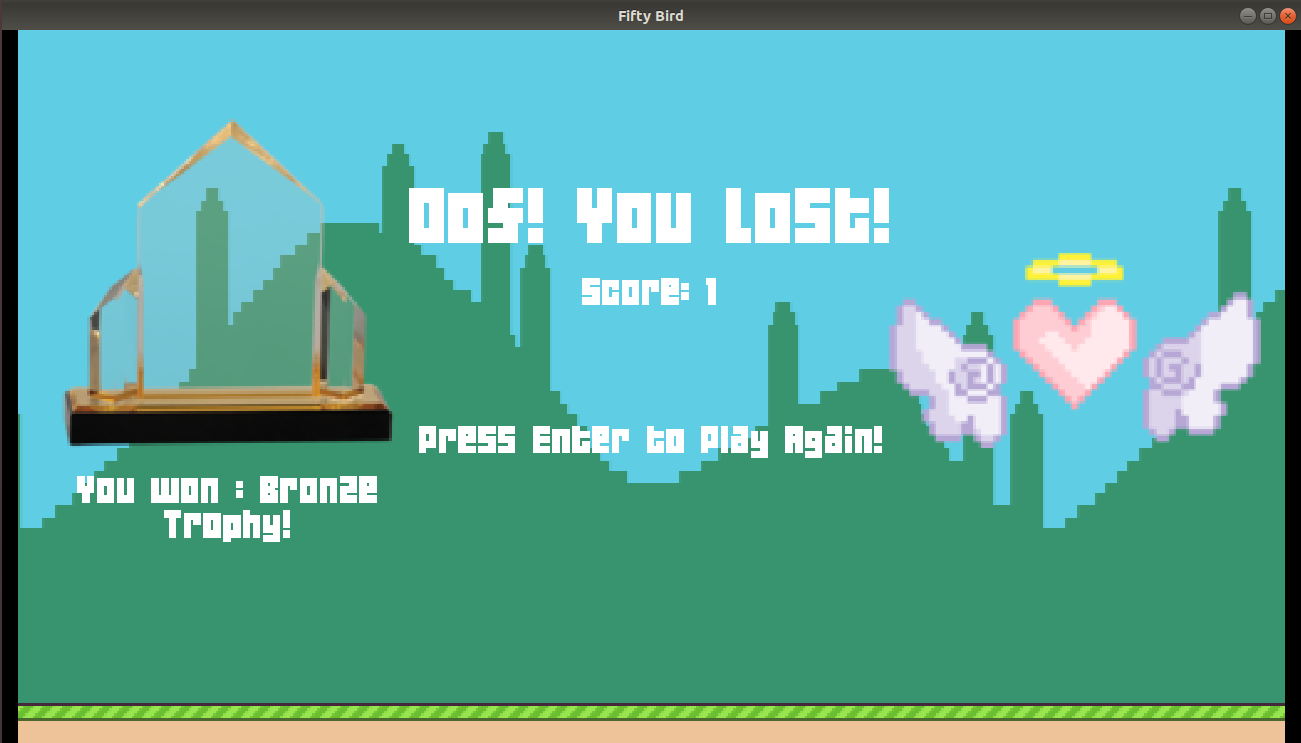 Fifty Bird
Oof! You Lost!
Score: 1
Press Enter to Play Again!
You won : Bronze
Trophy!